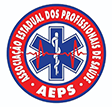 ASSOCIAÇÃO ESTADUAL DOS PROFISSIONAIS DE SAÚDE
AEPS